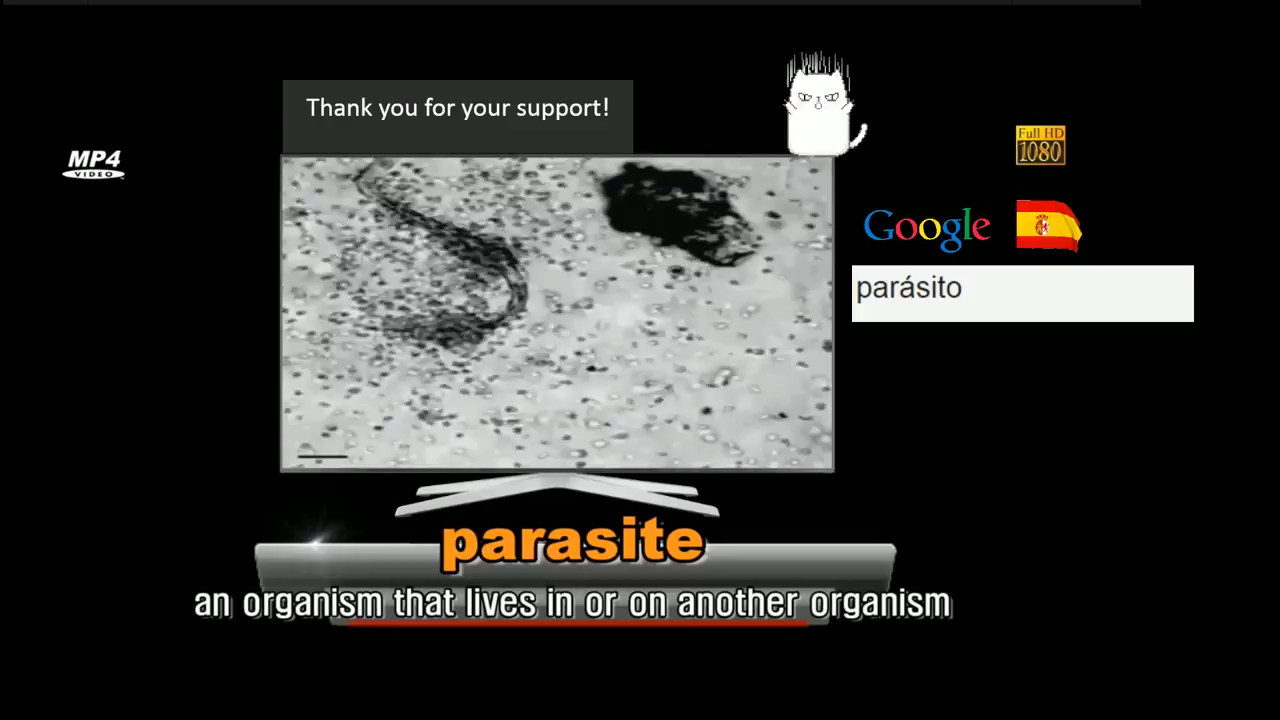 Thank you for your support!
MP4
VIDEO
Full HD
1080
Google
parásito
parasite
an organism that lives in or on another organism